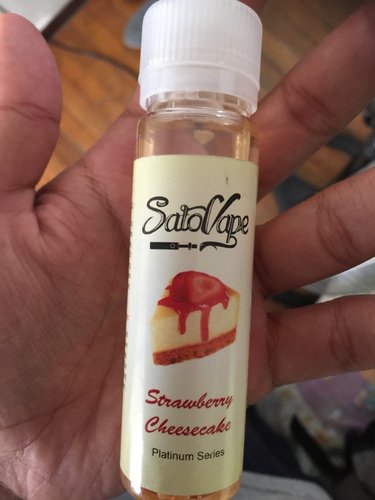 SatoVape
Strawberry
Cheesecake
Platinum Series